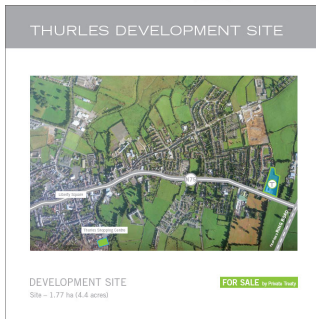 THURLES DEVELOPMENT SITE
N75
Liberty Square
Thurles Shopping Centre
DEVELOPMENT SITE
FOR SALE by Private Treaty
Site – 1.77 ha (4.4 acres)